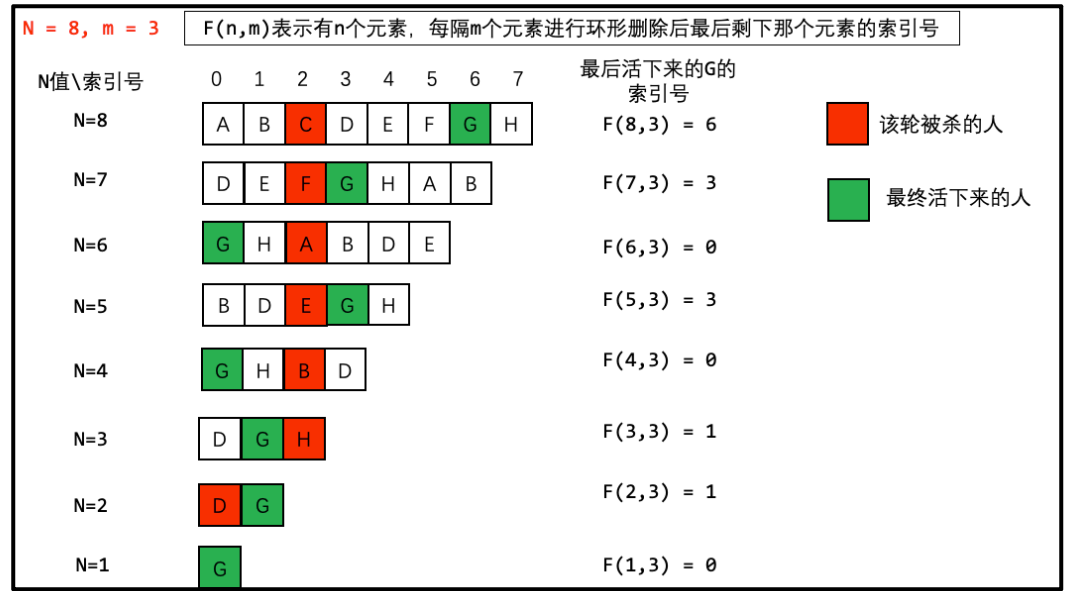 N = 8, m = 3
F(n,m)表示有n个元素，每隔m个元素进行环形删除后最后剩下那个元素的索引号
N值\索引号 0 1 2 3 4 5 6 7
最后活下来的G的
索引号
N=8 A B C D E F G H F(8,3) = 6
该轮被杀的人
N=7 D E F G H A B F(7,3) = 3
最终活下来的人
N=6 G H A B D E F(6,3) = 0
N=5 B D E G H F(5,3) = 3
N=4 G H B D F(4,3) = 0
N=3 D G H F(3,3) = 1
N=2 D G F(2,3) = 1
N=1 G F(1,3) = 0